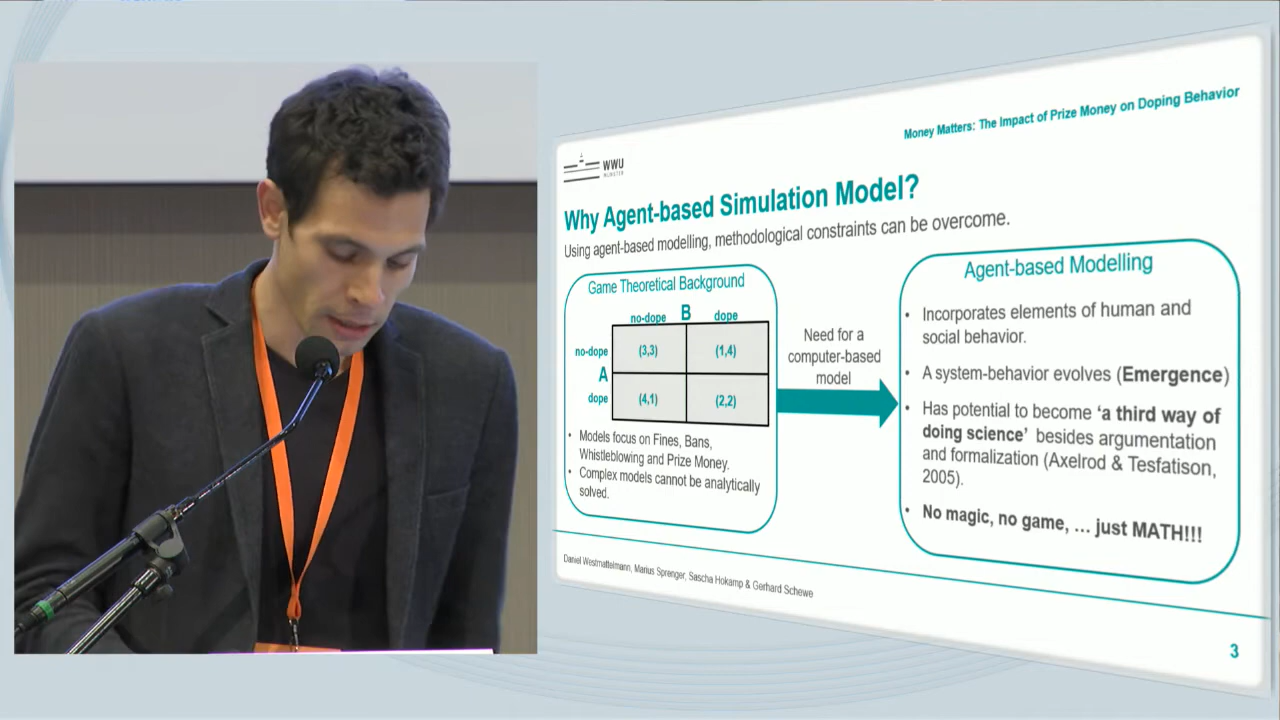 Money Matters: The Impact of Prize Money on Doping Behavior
WWU
MÜNSTER
Why Agent-based Simulation Model?
Using agent-based modelling, methodological constraints can be overcome.
Game Theoretical Background
B
no-dope dope
no-dope (3,3) (1,4)
A
dope (4,1) (2,2)
• Models focus on Fines, Bans,
Whistleblowing and Prize Money.
• Complex models cannot be analytically
solved.
Need for a
computer-based
model
Agent-based Modelling
• Incorporates elements of human and
social behavior.
• A system-behavior evolves (Emergence)
• Has potential to become ‘a third way of
doing science’ besides argumentation
and formalization (Axelrod & Tesfatison,
2005).
• No magic, no game, … just MATH!!!
Daniel Westmattelmann, Marius Sprenger, Sascha Hokamp & Gerhard Schewe
3